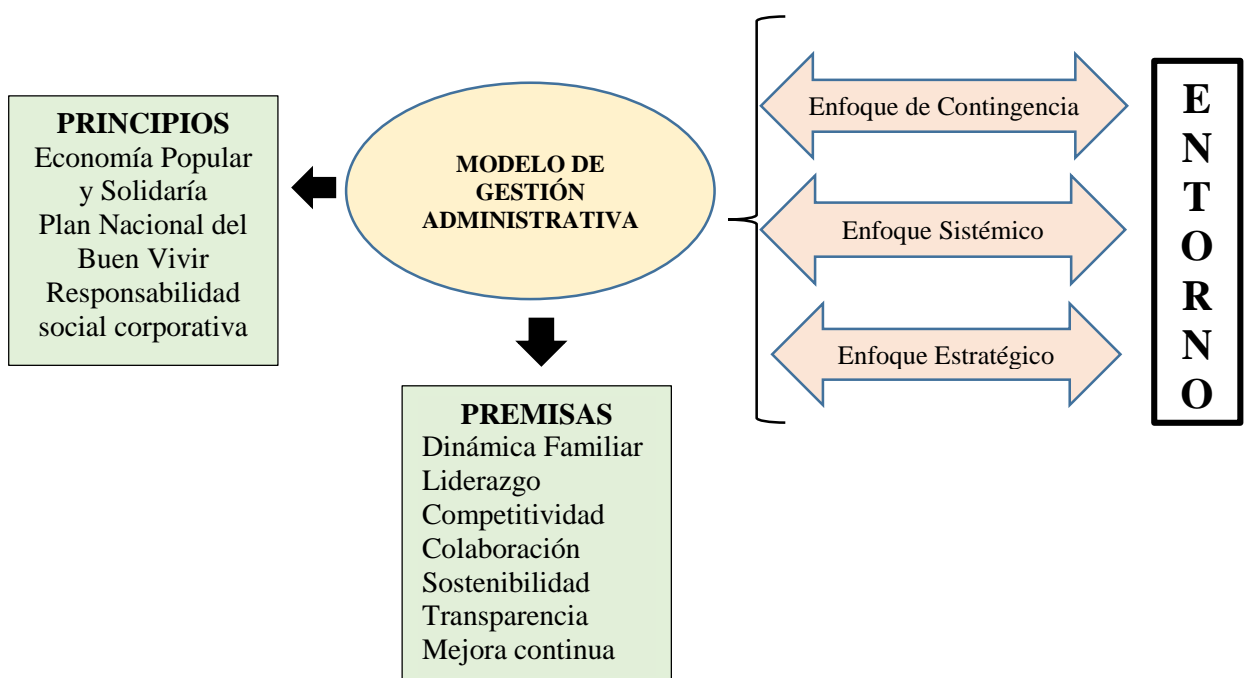 PRINCIPIOS
Economía Popular
y Solidaría
Plan Nacional del
Buen Vivir
Responsabilidad
social corporativa
MODELO DE
GESTIÓN
ADMINISTRATIVA
PREMISAS
Dinámica Familiar
Liderazgo
Competitividad
Colaboración
Sostenibilidad
Transparencia
Mejora continua
Enfoque de Contingencia
Enfoque Sistémico
Enfoque Estratégico
E
N
T
O
R
N
O